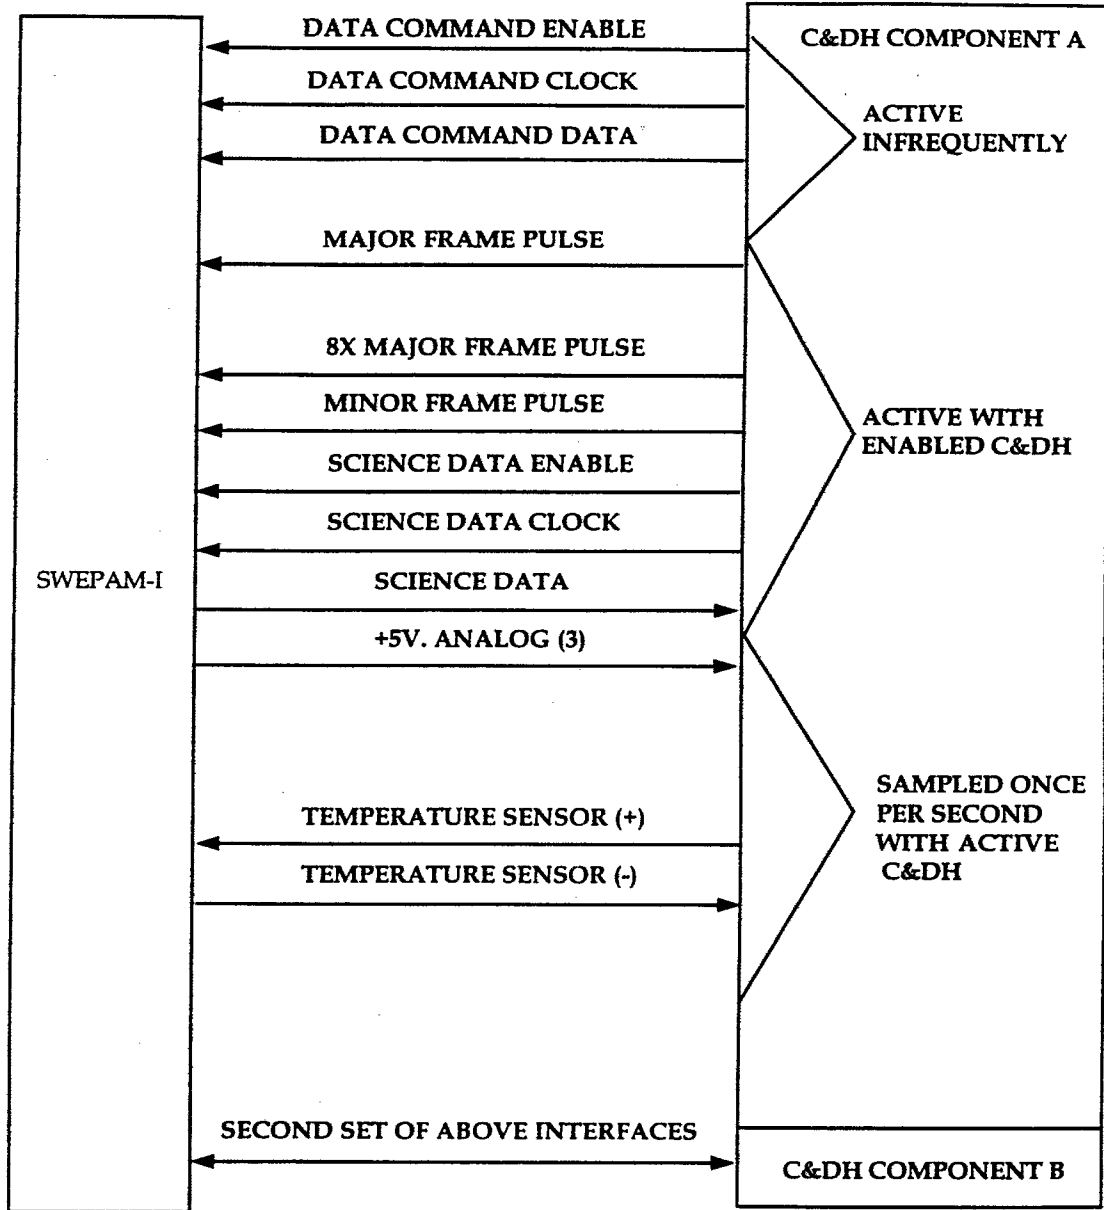 DATA COMMAND ENABLE
C&DH COMPONENT A
DATA COMMAND CLOCK
DATA COMMAND DATA
ACTIVE
INFREQUENTLY
MAJOR FRAME PULSE
8X MAJOR FRAME PULSE
MINOR FRAME PULSE
ACTIVE WITH
ENABLED C&DH
SCIENCE DATA ENABLE
SCIENCE DATA CLOCK
SWEPAM-I
SCIENCE DATA
+5V. ANALOG (3)
SAMPLED ONCE
PER SECOND
WITH ACTIVE
C&DH
TEMPERATURE SENSOR (+)
TEMPERATURE SENSOR (-)
SECOND SET OF ABOVE INTERFACES
C&DH COMPONENT B